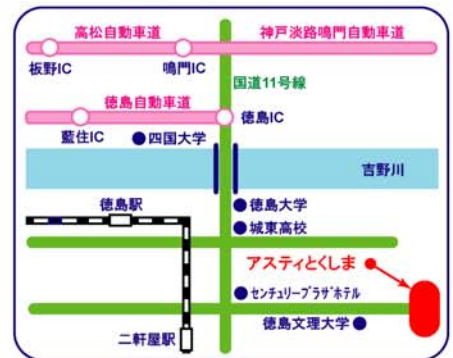 高松自動車道
神戸淡路鳴門自動車道
板野IC
鳴門IC
国道11号線
徳島自動車道
徳島IC
藍住IC
四国大学
吉野川
徳島駅
徳島大学
城東高校
アスティとくしま
センチュリープラザホテル
徳島文理大学
二軒屋駅